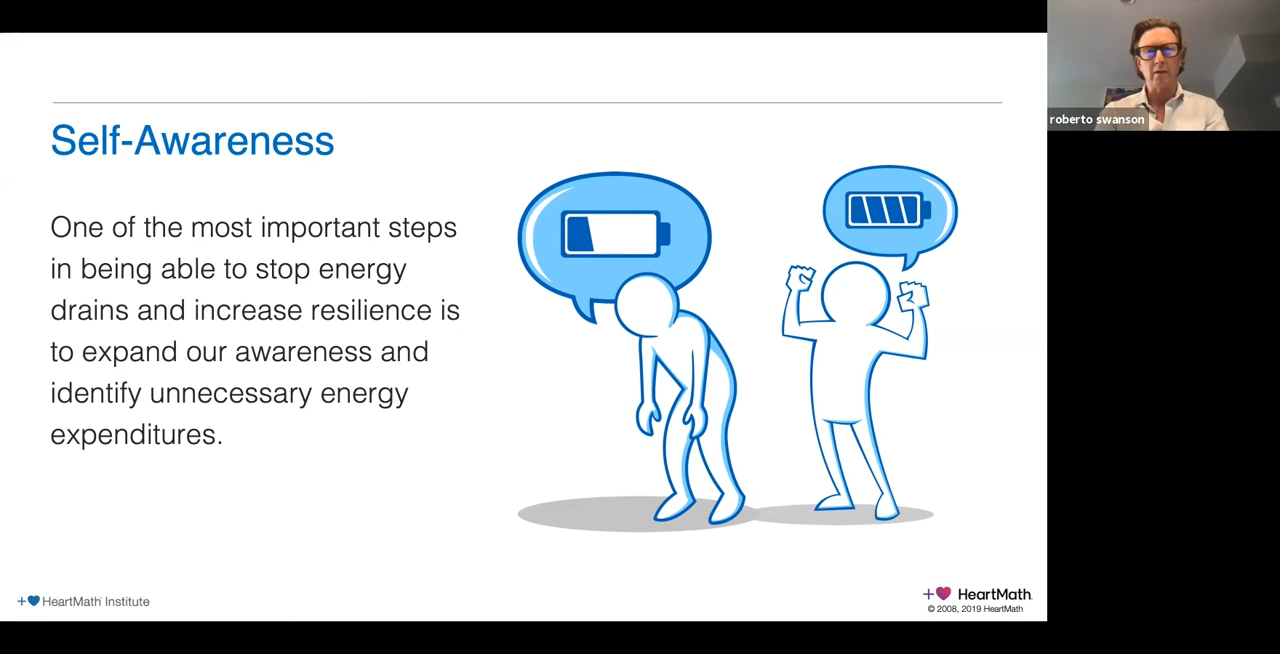 Self-Awareness
One of the most important steps
in being able to stop energy
drains and increase resilience is
to expand our awareness and
identify unnecessary energy
expenditures.
HeartMath Institute
HeartMath
© 2008, 2019 HeartMath
roberto swanson